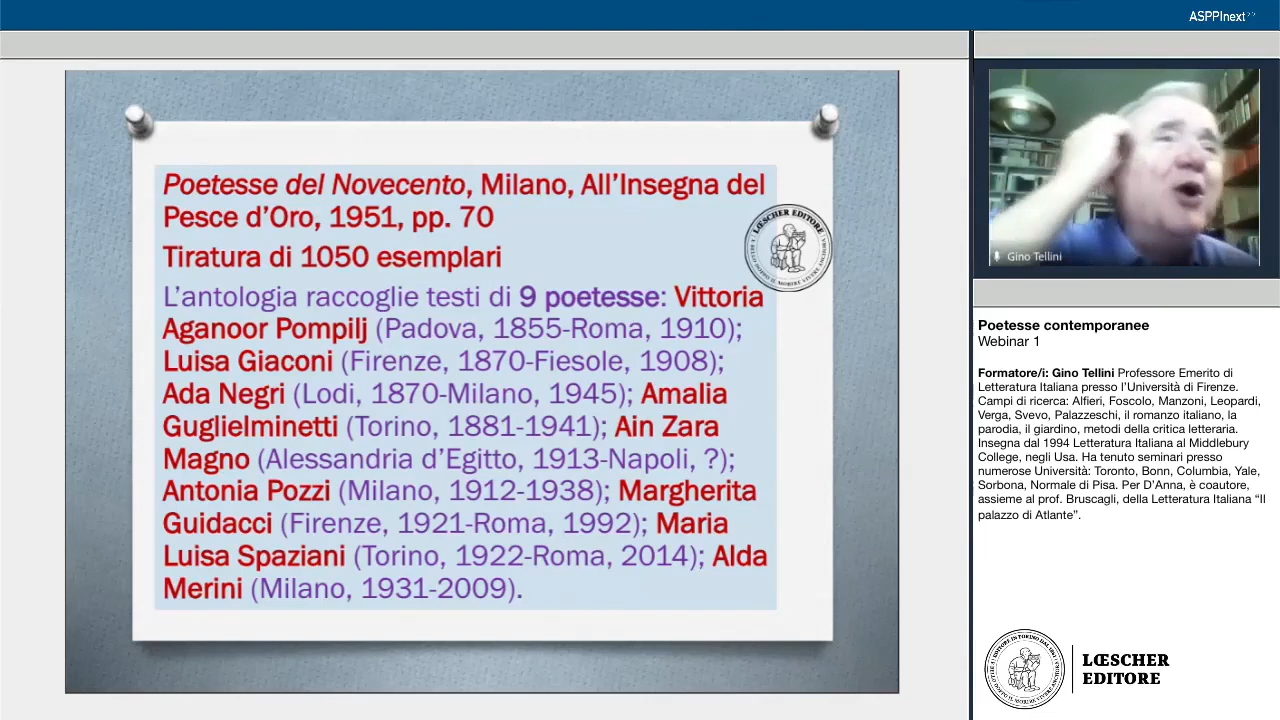 ASPPInext>>
Poetesse del Novecento, Milano, All’Insegna del
Pesce d’Oro, 1951, pp. 70
Tiratura di 1050 esemplari
L’antologia raccoglie testi di 9 poetesse: Vittoria
Aganoor Pompilj (Padova, 1855-Roma, 1910);
Luisa Giaconi (Firenze, 1870-Fiesole, 1908);
Ada Negri (Lodi, 1870-Milano, 1945); Amalia
Guglielminetti (Torino, 1881-1941); Ain Zara
Magno (Alessandria d’Egitto, 1913-Napoli, ?);
Antonia Pozzi (Milano, 1912-1938); Margherita
Guidacci (Firenze, 1921-Roma, 1992); Maria
Luisa Spaziani (Torino, 1922-Roma, 2014); Alda
Merini (Milano, 1931-2009).
LŒSCHER EDITORE
Gino Tellini
Poetesse contemporanee
Webinar 1
Formatore/i: Gino Tellini Professore Emerito di
Letteratura Italiana presso l’Università di Firenze.
Campi di ricerca: Alfieri, Foscolo, Manzoni, Leopardi,
Verga, Svevo, Palazzeschi, il romanzo italiano, la
parodia, il giardino, metodi della critica letteraria.
Insegna dal 1994 Letteratura Italiana al Middlebury
College, negli Usa. Ha tenuto seminari presso
numerose Università: Toronto, Bonn, Columbia, Yale,
Sorbona, Normale di Pisa. Per D’Anna, è coautore,
assieme al prof. Bruscagli, della Letteratura Italiana “Il
palazzo di Atlante”.
LŒSCHER
EDITORE